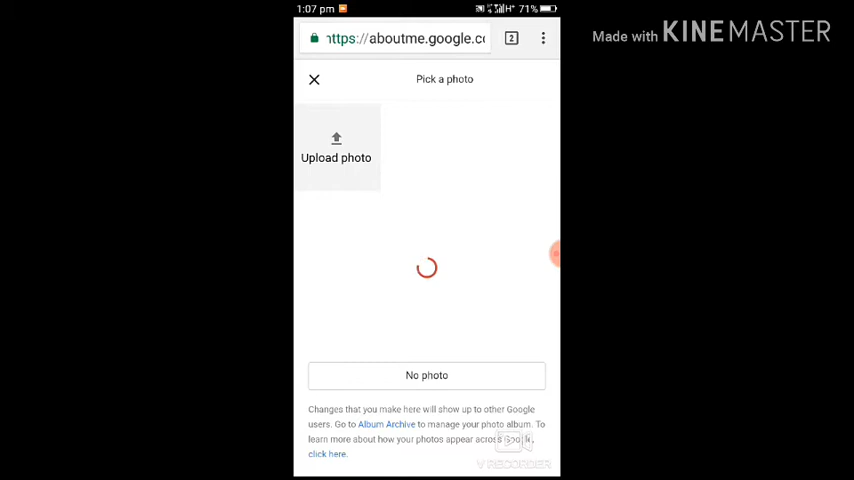 1:07 pm
H+ 71%
https://aboutme.google.co
2
Made with KINEMASTER
Pick a photo
Upload photo
No photo
Changes that you make here will show up to other Google
users. Go to Album Archive to manage your photo album. To
learn more about how your photos appear across Google,
click here.
V RECORDER